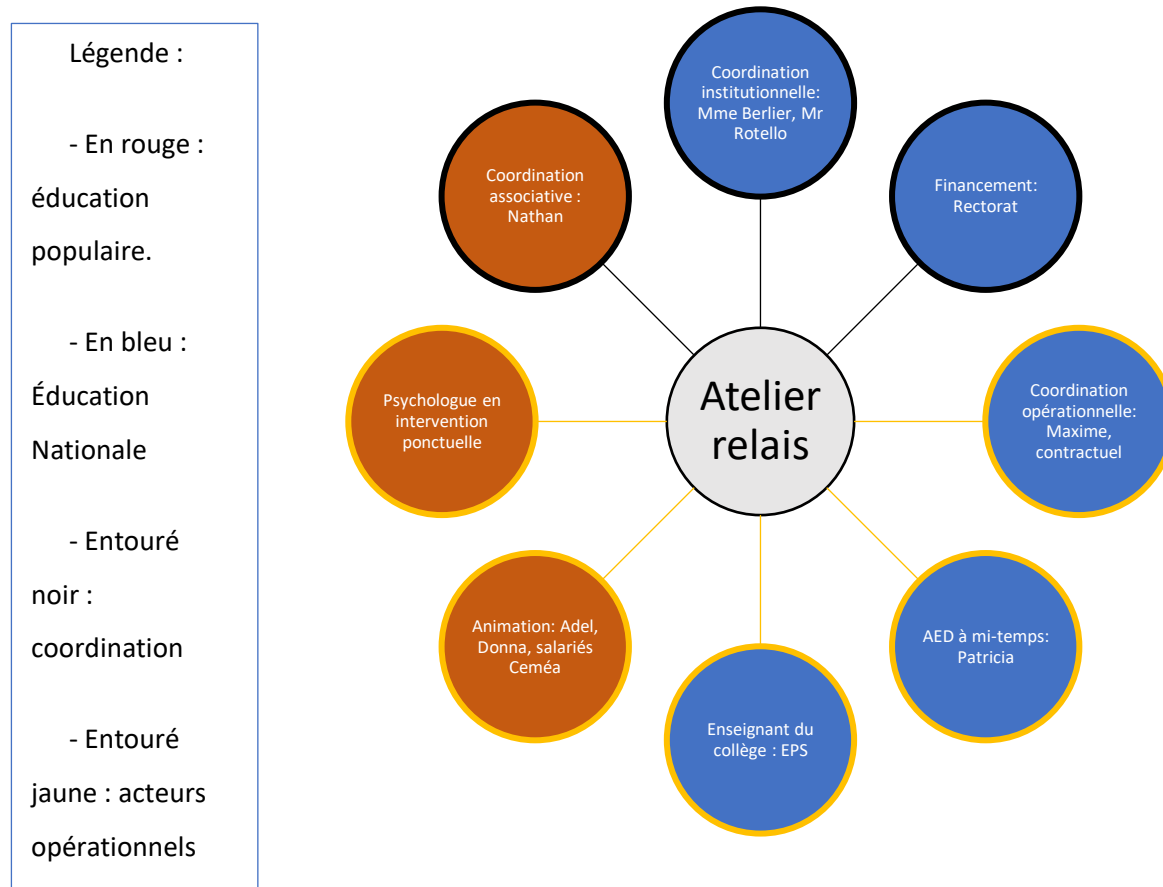 Légende :
- En rouge :
éducation
populaire.
- En bleu :
Éducation
Nationale
- Entouré
noir :
coordination
- Entouré
jaune : acteurs
opérationnels
Coordination
institutionnelle:
Mme Berlier, Mr
Rotello
Financement:
Rectorat
Coordination
opérationnelle:
Maxime,
contractuel
AED à mi-temps:
Patricia
Enseignant du
collège : EPS
Animation: Adel,
Donna, salariés
Ceméa
Psychologue en
intervention
ponctuelle
Coordination
associative :
Nathan
Atelier
relais